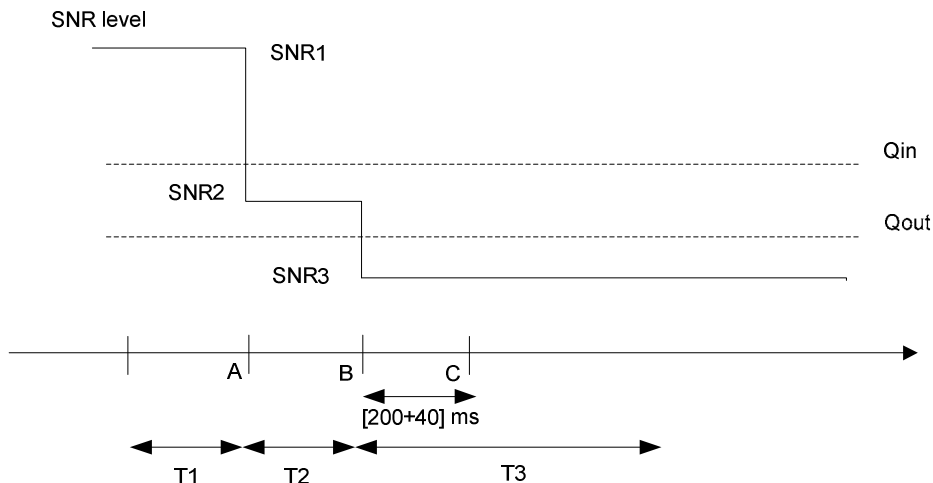 SNR level
SNR1
Qin
SNR2
Qout
SNR3
A
B
C
[200+40] ms
T1
T2
T3